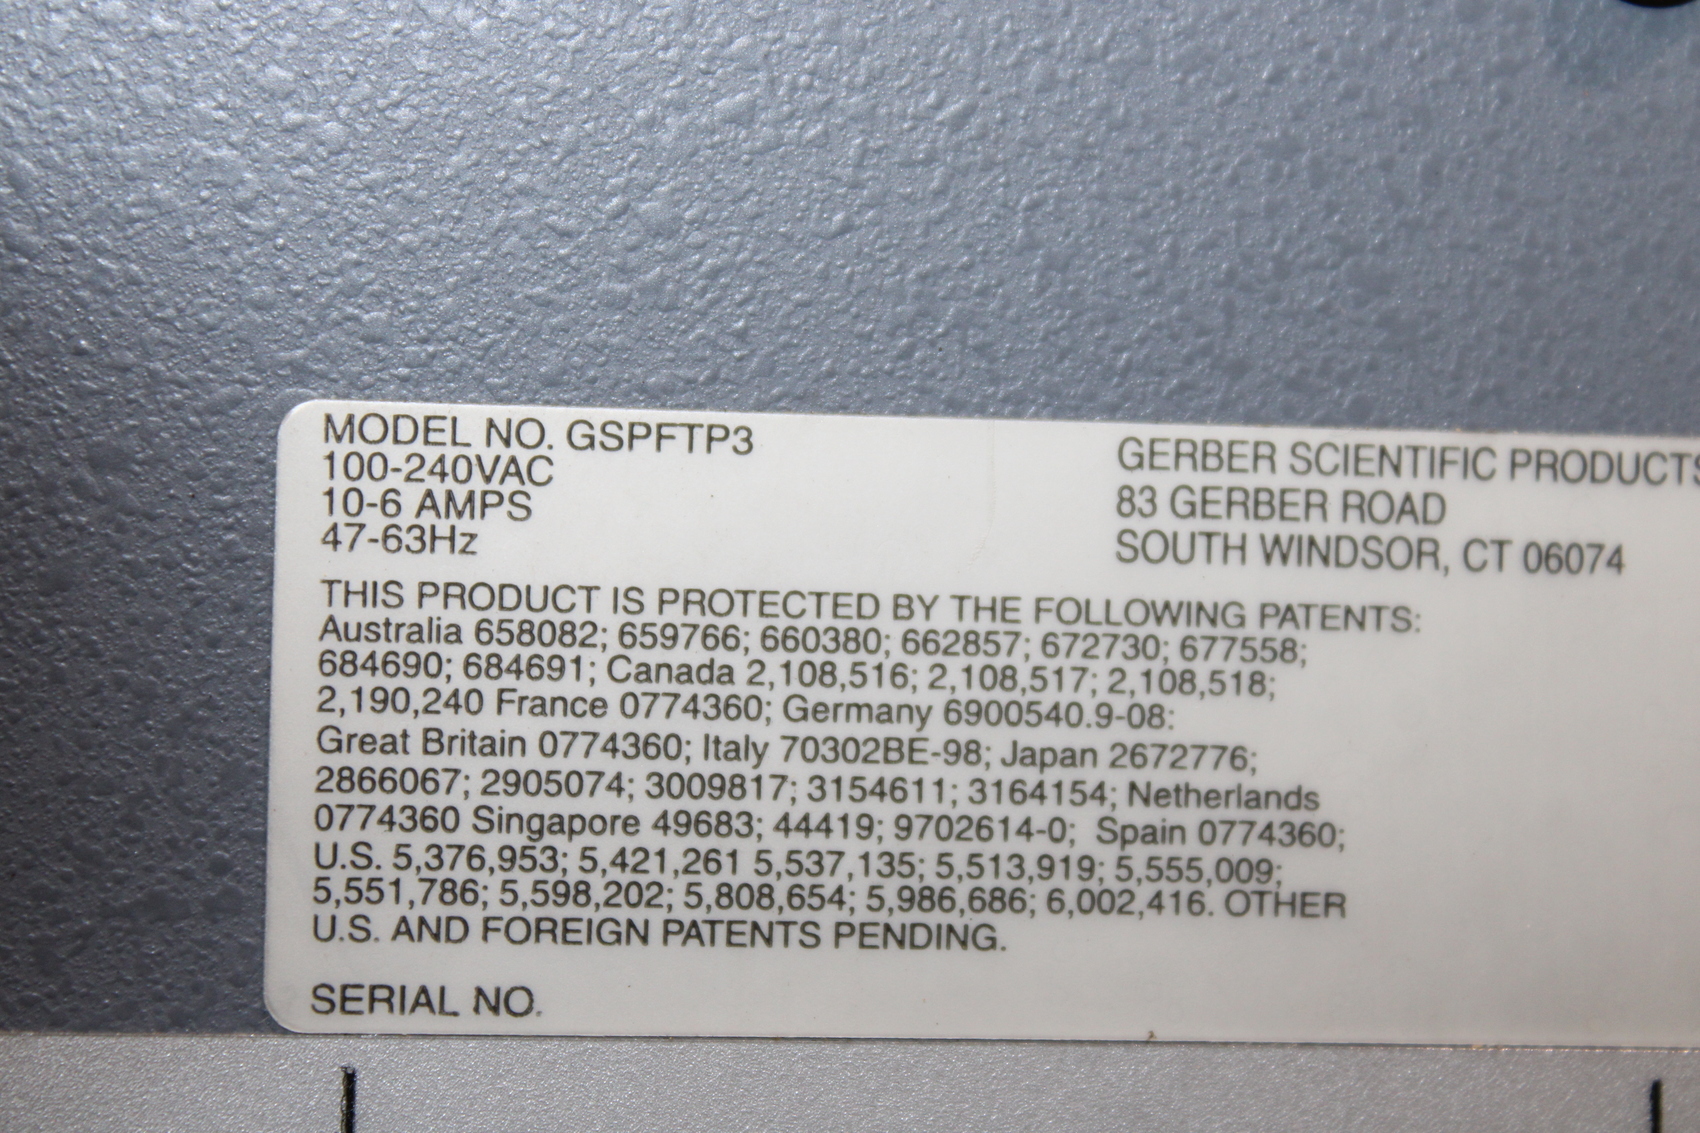 MODEL NO. GSPFTP3
100-240VAC
10-6 AMPS
47-63Hz
GERBER SCIENTIFIC PRODUCTS
83 GERBER ROAD
SOUTH WINDSOR, CT 06074
THIS PRODUCT IS PROTECTED BY THE FOLLOWING PATENTS:
Australia 658082; 659766; 660380; 662857; 672730; 677558;
684690; 684691; Canada 2,108,516; 2,108,517; 2,108,518;
2,190,240 France 0774360; Germany 6900540.9-08:
Great Britain 0774360; Italy 70302BE-98; Japan 2672776;
2866067; 2905074; 3009817; 3154611; 3164154; Netherlands
0774360 Singapore 49683; 44419; 9702614-0; Spain 0774360;
U.S. 5,376,953; 5,421,261 5,537,135; 5,513,919; 5,555,009;
5,551,786; 5,598,202; 5,808,654; 5,986,686; 6,002,416. OTHER
U.S. AND FOREIGN PATENTS PENDING.
SERIAL NO.